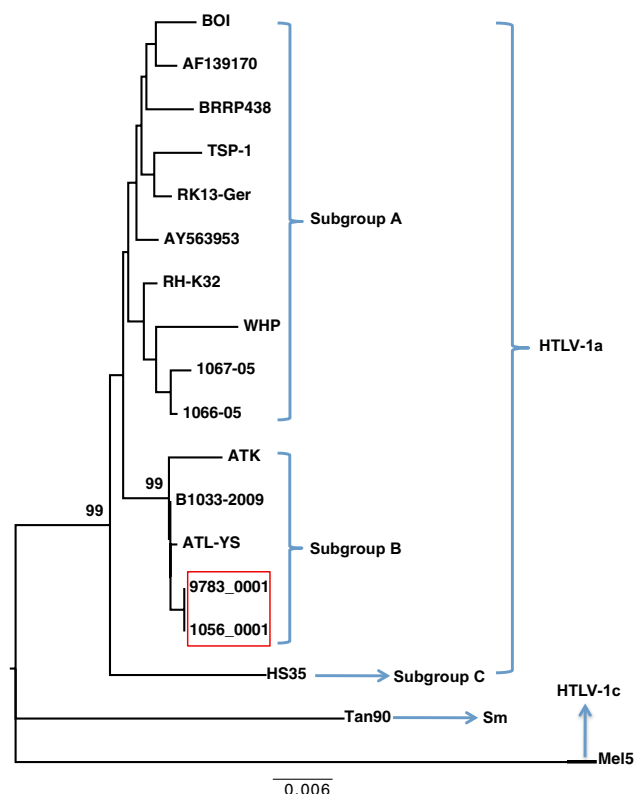 BOI
AF139170
BRRP438
TSP-1
RK13-Ger
Subgroup A
AY563953
RH-K32
WHP
HTLV-1a
1067-05
1066-05
ATK
99
B1033-2009
99
ATL-YS
Subgroup B
9783_0001
1056_0001
HS35
Subgroup C
HTLV-1c
Tan90
Sm
Mel5
0.006